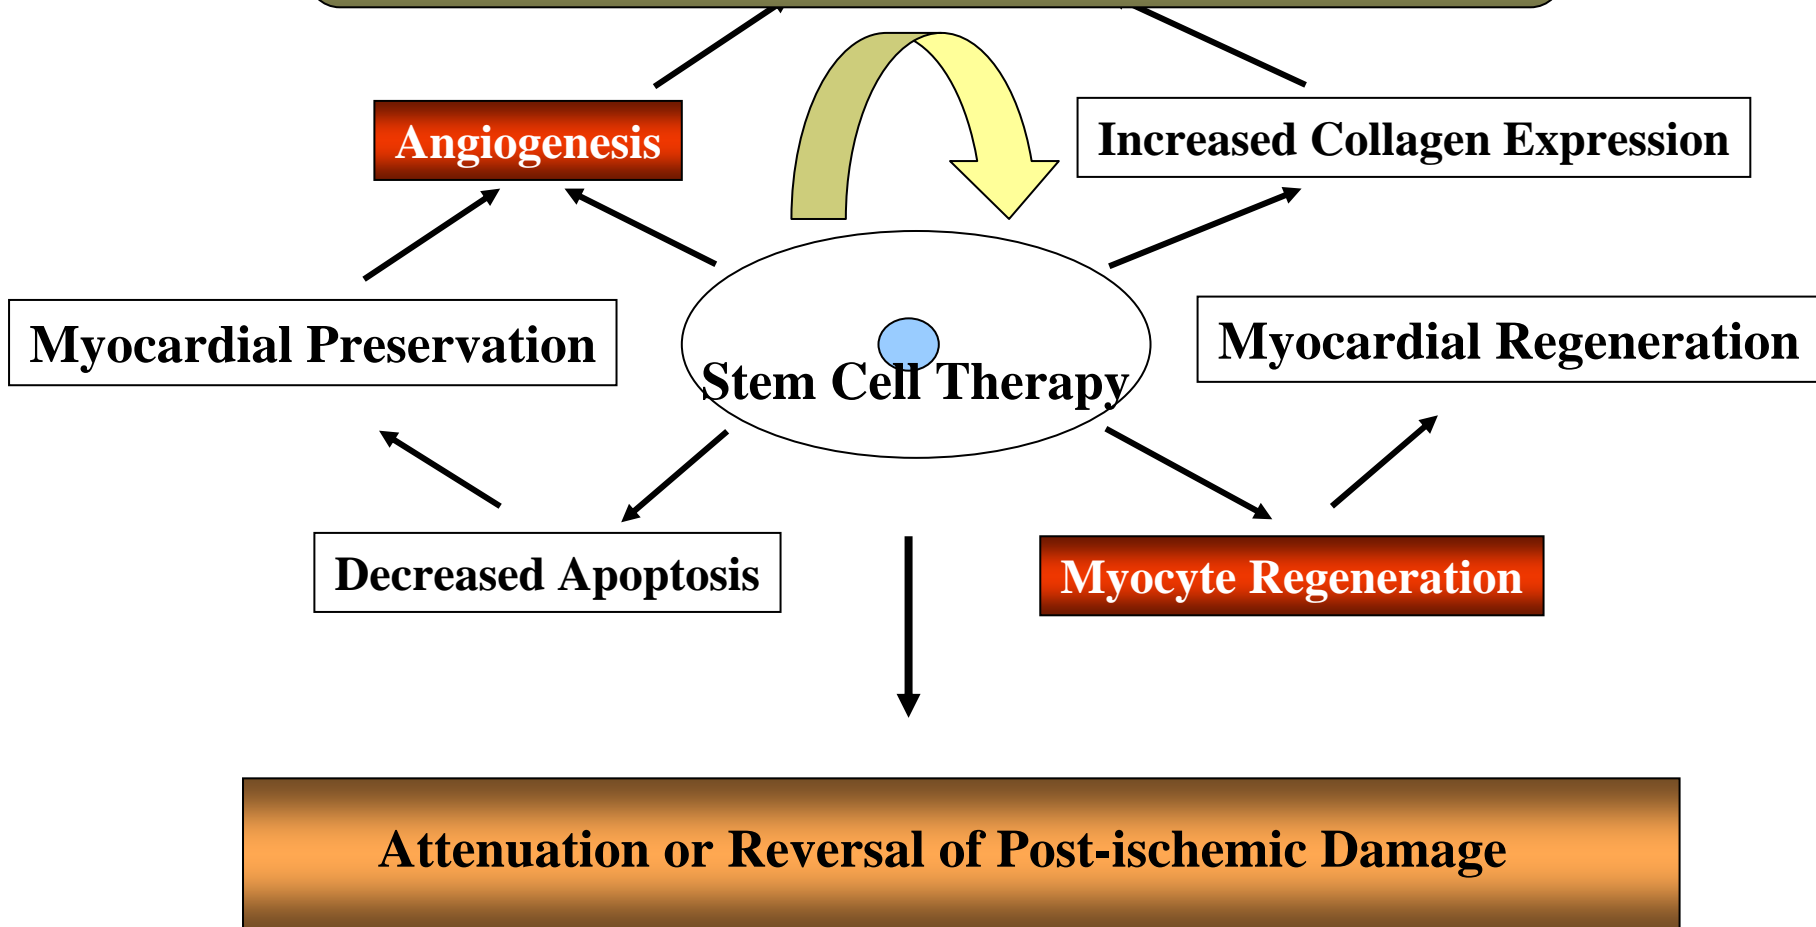 Angiogenesis
Increased Collagen Expression
Myocardial Preservation
Stem Cell Therapy
Myocardial Regeneration
Decreased Apoptosis
Myocyte Regeneration
Attenuation or Reversal of Post-ischemic Damage